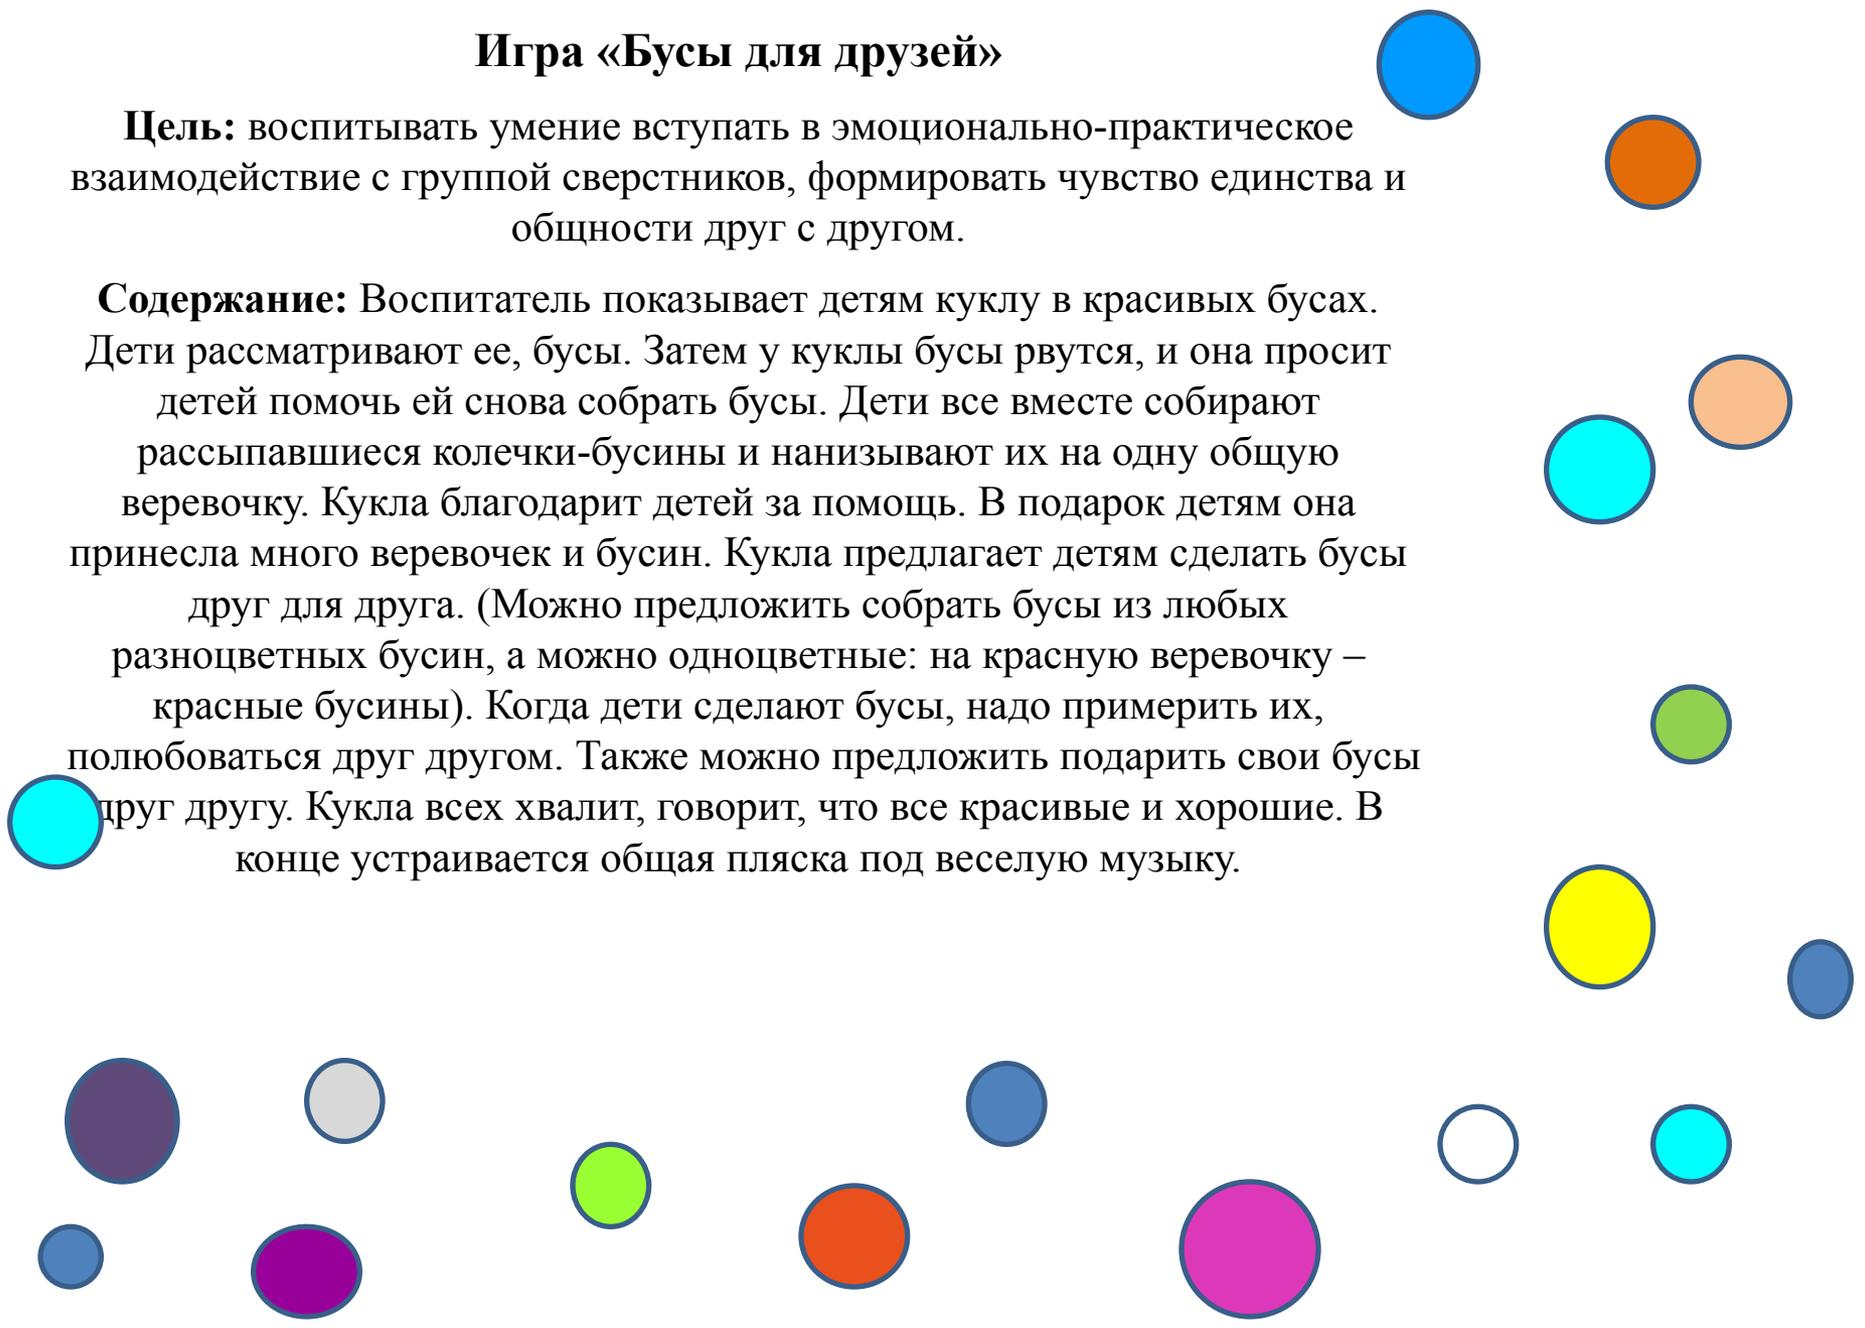 Игра «Бусы для друзей»
Цель: воспитывать умение вступать в эмоционально-практическое
взаимодействие с группой сверстников, формировать чувство единства и
общности друг с другом.
Содержание: Воспитатель показывает детям куклу в красивых бусах.
Дети рассматривают ее, бусы. Затем у куклы бусы рвутся, и она просит
детей помочь ей снова собрать бусы. Дети все вместе собирают
рассыпавшиеся колечки-бусины и нанизывают их на одну общую
веревочку. Кукла благодарит детей за помощь. В подарок детям она
принесла много веревочек и бусин. Кукла предлагает детям сделать бусы
друг для друга. (Можно предложить собрать бусы из любых
разноцветных бусин, а можно одноцветные: на красную веревочку –
красные бусины). Когда дети сделают бусы, надо примерить их,
полюбоваться друг другом. Также можно предложить подарить свои бусы
друг другу. Кукла всех хвалит, говорит, что все красивые и хорошие. В
конце устраивается общая пляска под веселую музыку.